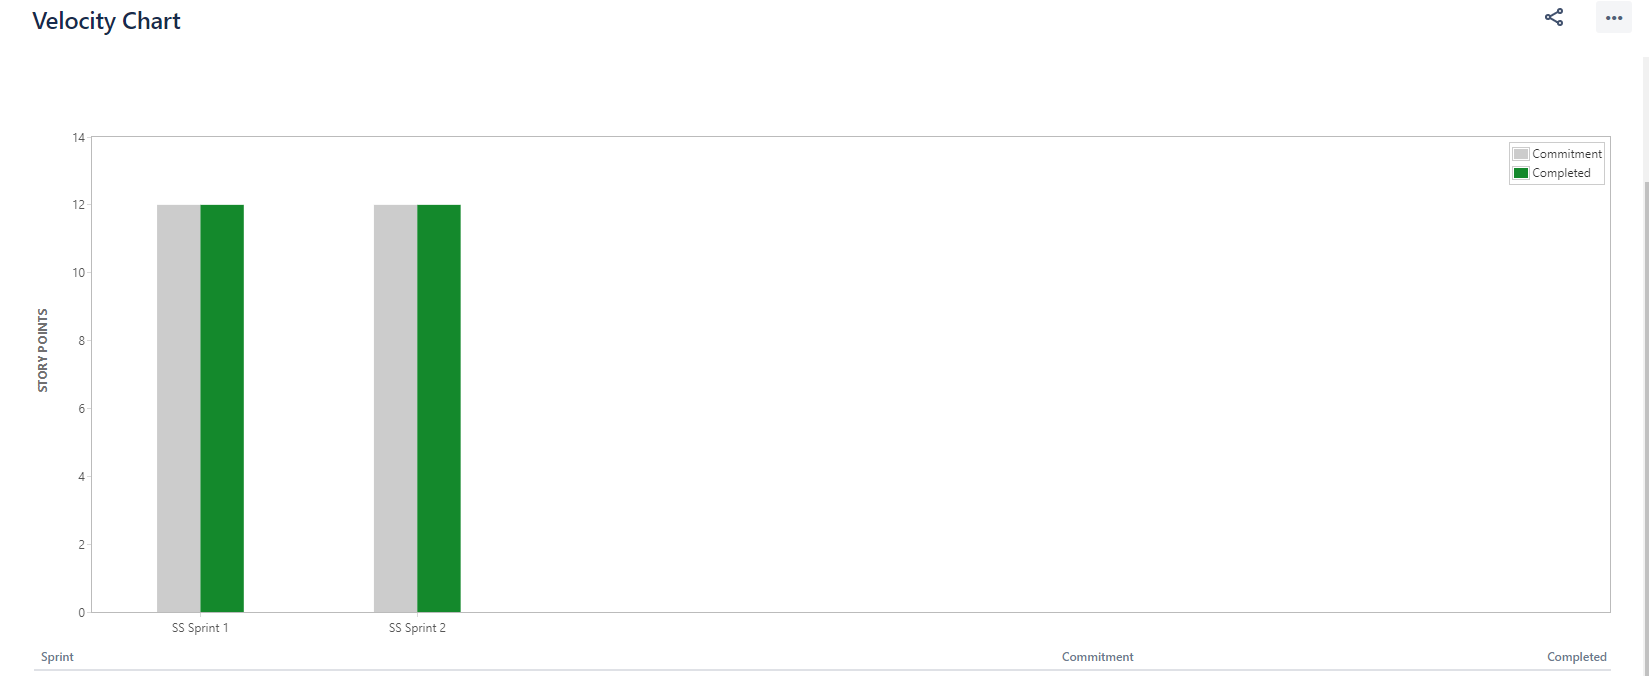 Velocity Chart
14
Commitment
Completed
12
10
8
6
4
2
0
STORY POINTS
SS Sprint 1 SS Sprint 2
Sprint Commitment Completed